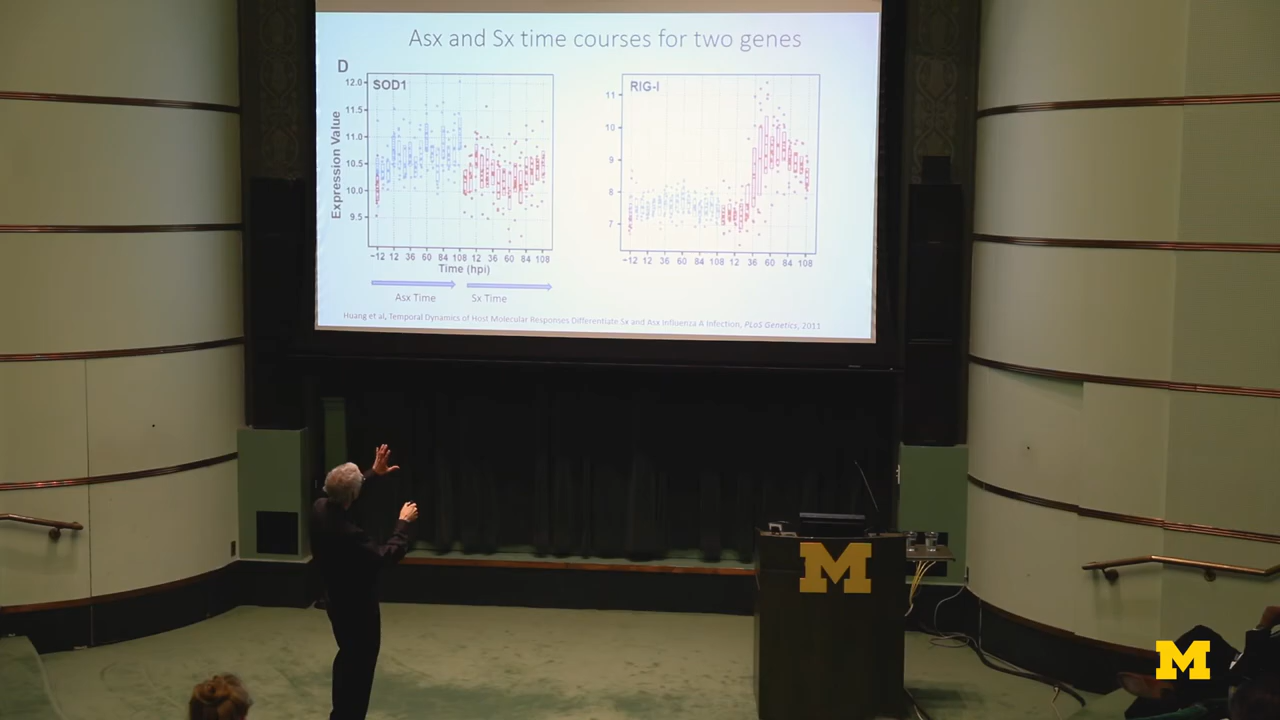 Asx and Sx time courses for two genes
D
SOD1
Expression Value
12.0
11.5
11.0
10.5
10.0
9.5
−12 12 36 60 84 108 12 36 60 84 108
Time (hpi)
Asx Time Sx Time
RIG-I
11
10
9
8
7
−12 12 36 60 84 108 12 36 60 84 108
Huang et al, Temporal Dynamics of Host Molecular Responses Differentiate Sx and Asx Influenza A Infection, PLoS Genetics, 2011
M
M